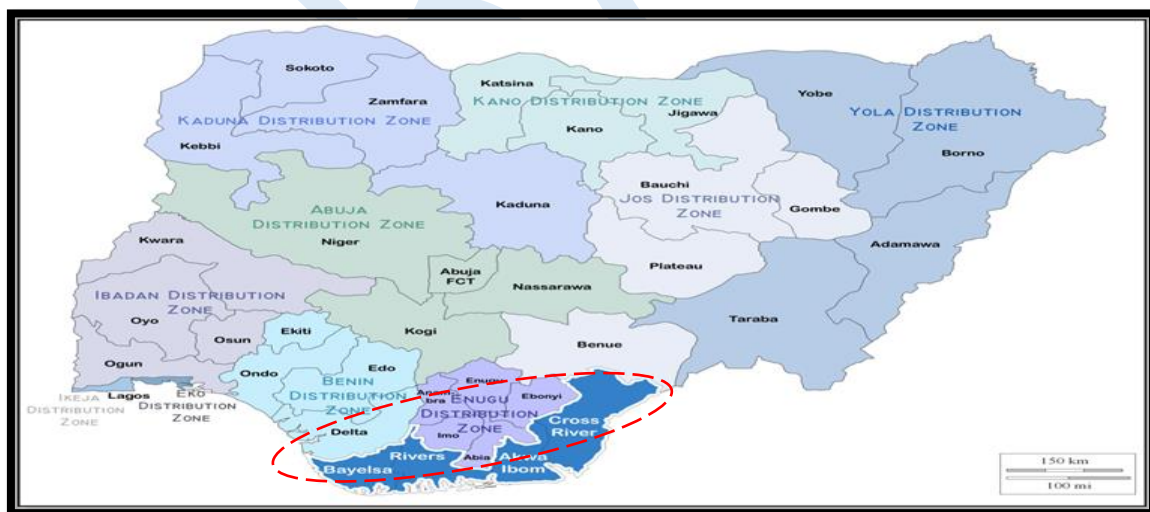 Sokoto
Katsina
Zamfara
KANO DISTRIBUTION ZONE
Yobe
KADUNA DISTRIBUTION ZONE
Jigawa
YOLA DISTRIBUTION
ZONE
Kano
Kebbi
Borno
Bauchi
JOS DISTRIBUTION
ZONE
Kaduna
Gombe
ABUJA
DISTRIBUTION ZONE
Niger
Kwara
Adamawa
Abuja
FCT
Plateau
Nassarawa
IBADAN DISTRIBUTION
ZONE
Oyo
Osun
Ekiti
Kogi
Taraba
Benue
Ogun
Ondo
Edo
BENIN
DISTRIBUTION
ZONE
Enugu
Anam
bra
ENUGU
DISTRIBUTION
ZONE
Ebonyi
IKEJA
DISTRIBUTION
ZONE
Lagos
EKO
DISTRIBUTION
ZONE
Delta
Imo
Cross
River
Abia
Rivers
Bayelsa
Akwa
Ibom
150 km
100 mi